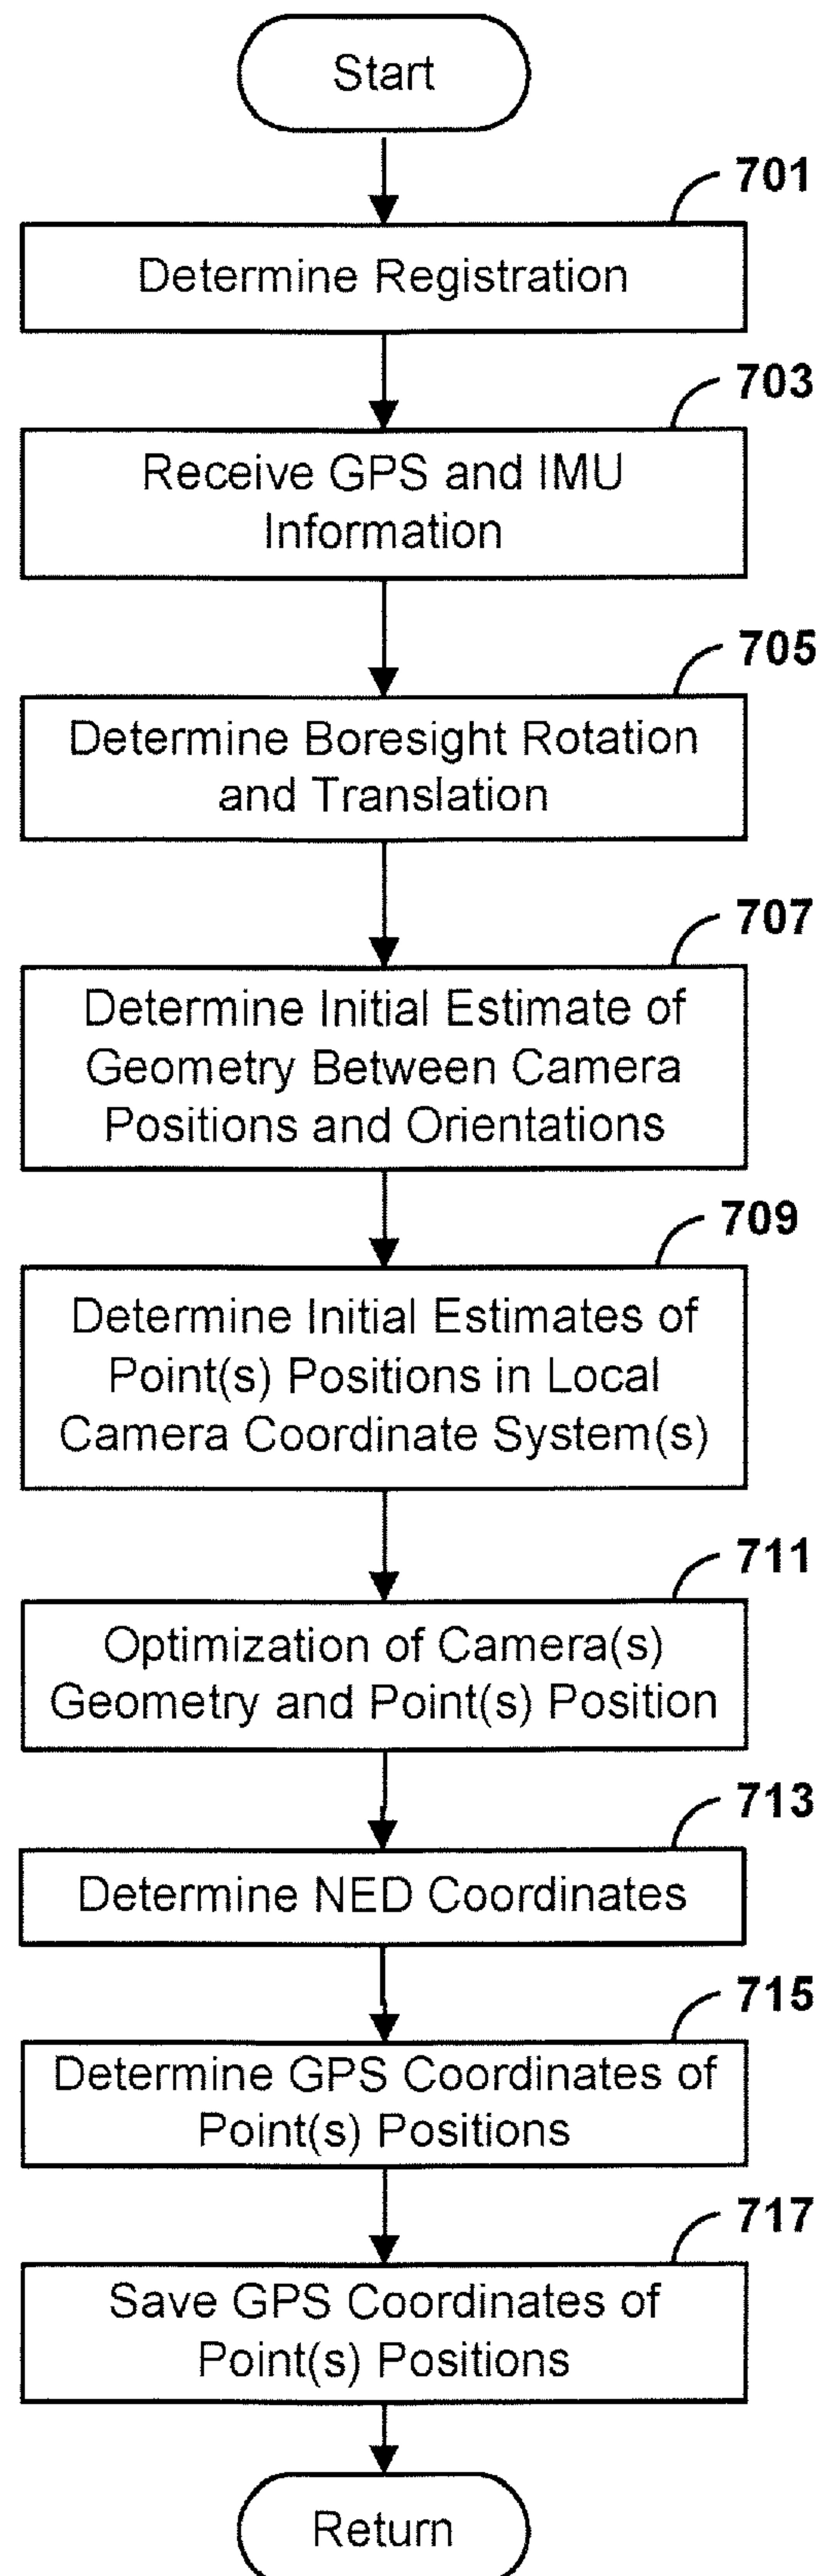 Start
701
Determine Registration
703
Receive GPS and IMU
Information
705
Determine Boresight Rotation
and Translation
707
Determine Initial Estimate of
Geometry Between Camera
Positions and Orientations
709
Determine Initial Estimates of
Point(s) Positions in Local
Camera Coordinate System(s)
711
Optimization of Camera(s)
Geometry and Point(s) Position
713
Determine NED Coordinates
715
Determine GPS Coordinates of
Point(s) Positions
717
Save GPS Coordinates of
Point(s) Positions
Return